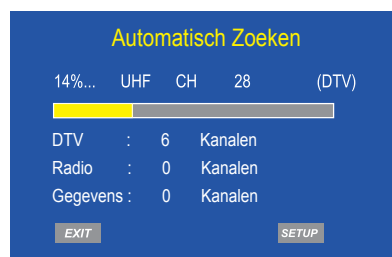 Automatisch Zoeken
14%... UHF CH 28 (DTV)
DTV : 6 Kanalen
Radio : 0 Kanalen
Gegevens : 0 Kanalen
EXIT SETUP